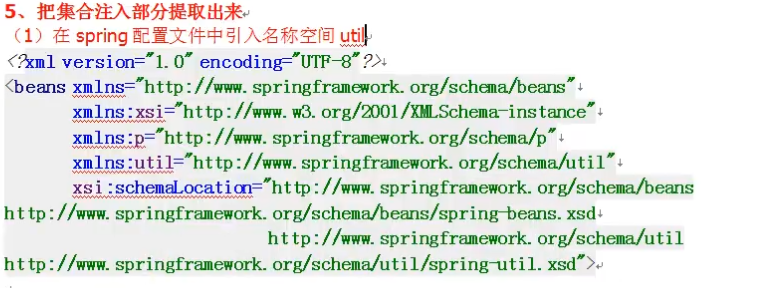 5、把集合注入部分提取出来
（1）在 spring 配置文件中引入名称空间 util
<?xml version="1.0" encoding="UTF-8"?>
<beans xmlns="http://www.springframework.org/schema/beans"
xmlns:xsi="http://www.w3.org/2001/XMLSchema-instance"
xmlns:p="http://www.springframework.org/schema/p"
xmlns:util="http://www.springframework.org/schema/util"
xsi:schemaLocation="http://www.springframework.org/schema/beans
http://www.springframework.org/schema/beans/spring-beans.xsd
http://www.springframework.org/schema/util
http://www.springframework.org/schema/util/spring-util.xsd">